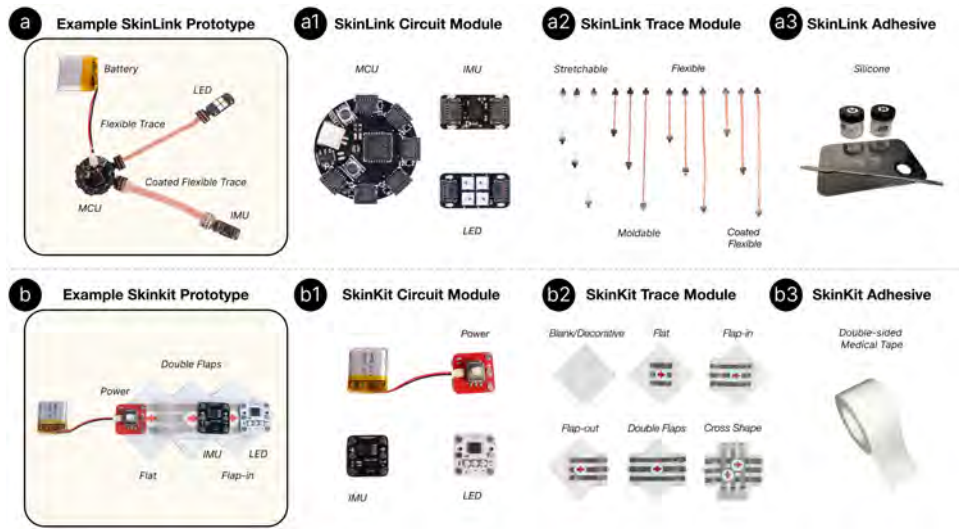 a Example SkinLink Prototype
Battery
LED
Flexible Trace
Coated Flexible Trace
MCU
IMU
a1 SkinLink Circuit Module
MCU
IMU
LED
a2 SkinLink Trace Module
Stretchable
Flexible
Moldable
Coated
Flexible
a3 SkinLink Adhesive
Silicone
b Example Skinkit Prototype
Double Flaps
Power
IMU
LED
Flat
Flap-in
b1 SkinKit Circuit Module
Power
IMU
LED
b2 SkinKit Trace Module
Blank/Decorative
Flat
Flap-in
Flap-out
Double Flaps
Cross Shape
b3 SkinKit Adhesive
Double-sided
Medical Tape